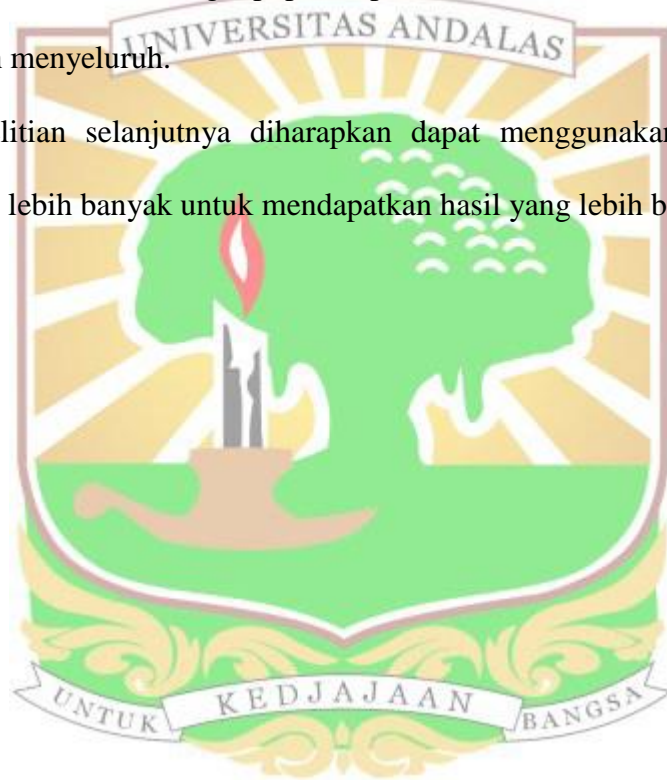 UNIVERSITAS ANDALAS
menyeluruh.
litian selanjutnya diharapkan dapat menggunakan
lebih banyak untuk mendapatkan hasil yang lebih b
UNTUK KEDJAJAAN BANGSA